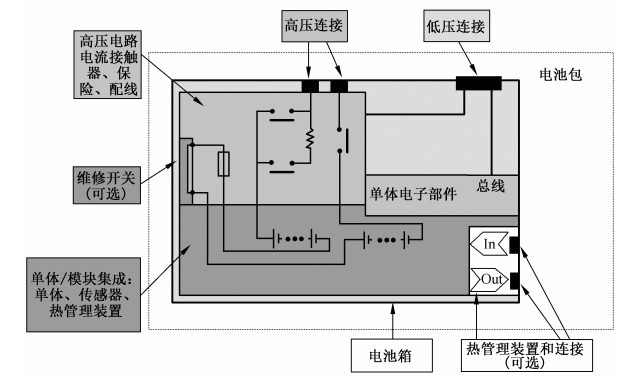 高压连接
低压连接
高压电路
电流接触
器、保
险、配线
电池包
维修开关
(可选)
单体电子部件
总线
单体/模块集成:
单体、传感器、
热管理装置
In
Out
电池箱
热管理装置和连接
(可选)